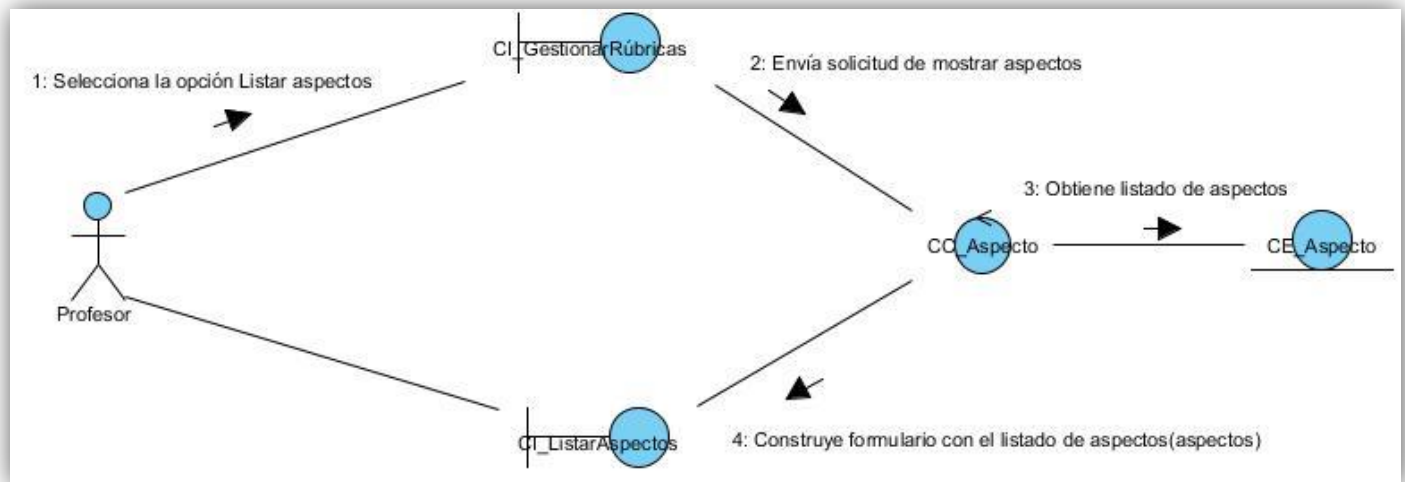 CI_GestionarRúbricas
2: Envía solicitud de mostrar aspectos
1: Selecciona la opción Listar aspectos
3: Obtiene listado de aspectos
CC_Aspecto
CE_Aspecto
Profesor
CI_ListarAspectos
4: Construye formulario con el listado de aspectos(aspectos)